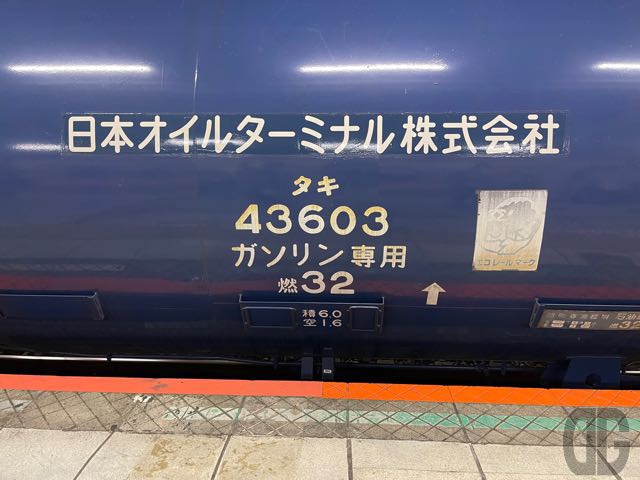 日本オイルターミナル株式会社
タキ
43603
ガソリン専用
燃32
積6.0
空1.6
エコレールマーク
DG